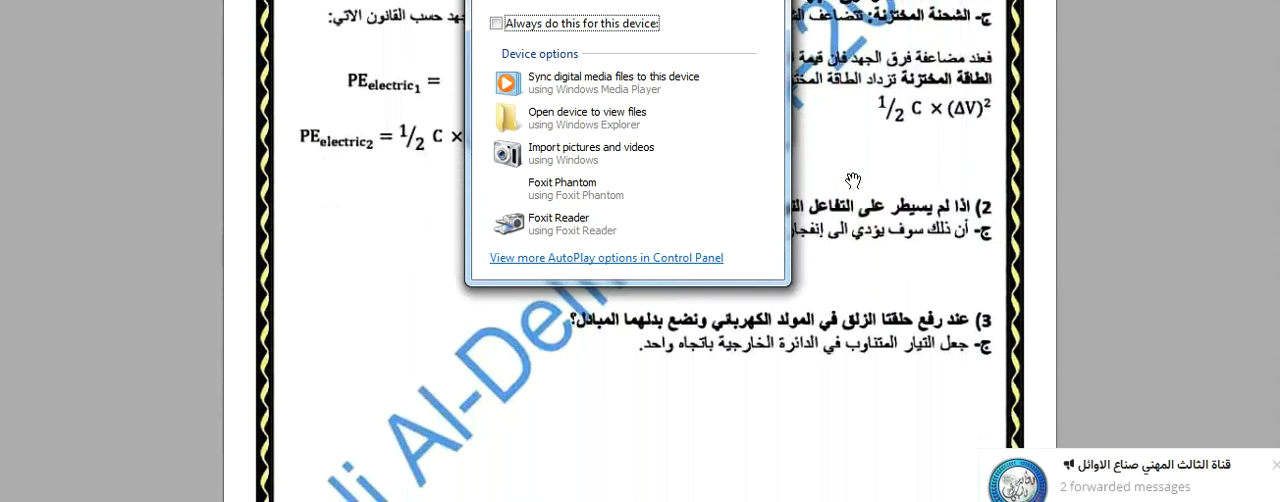 ج- الشحنة المختزنة: تتضاعف
هد حسب القانون الاتي:
فعند مضاعفة فرق الجهد فان قيمة
الطاقة المختزنة تزداد الطاقة
PEelectric1 =
1/2 C × (ΔV)²
PEelectric2 = 1/2 C ×
Always do this for this device:
Device options
Sync digital media files to this device
using Windows Media Player
Open device to view files
using Windows Explorer
Import pictures and videos
using Windows
Foxit Phantom
using Foxit Phantom
Foxit Reader
using Foxit Reader
View more AutoPlay options in Control Panel
2) اذا لم يسيطر على التفاعل
ج- أن ذلك سوف يؤدي الى إنفجار
3) عند رفع حلقتا الزلق في المولد الكهربائي ونضع بدلهما المبادل؟
ج- جعل التيار المتناوب في الدائرة الخارجية باتجاه واحد.
Al-Del
قناة الثالث المهني صناع الاوائل
2 forwarded messages